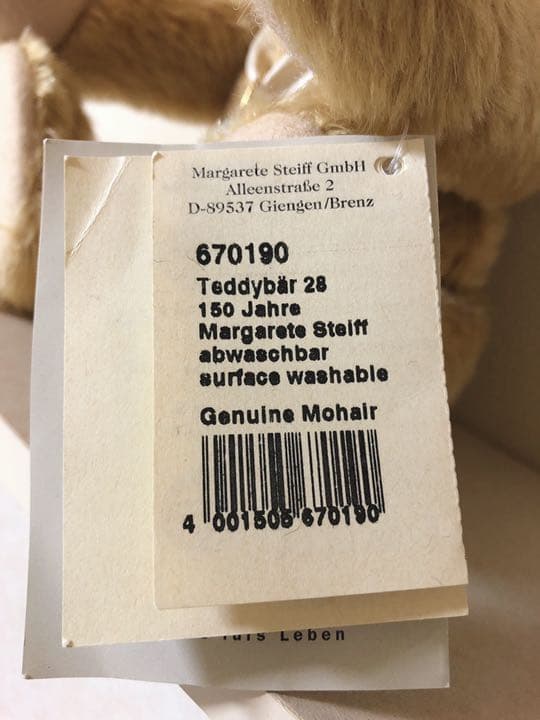 Margarete Steiff GmbH
Alleenstraße 2
D-89537 Giengen/Brenz
670190
Teddybär 28
150 Jahre
Margarete Steiff
abwaschbar
surface washable
Genuine Mohair
4 001505 670190
fürs Leben